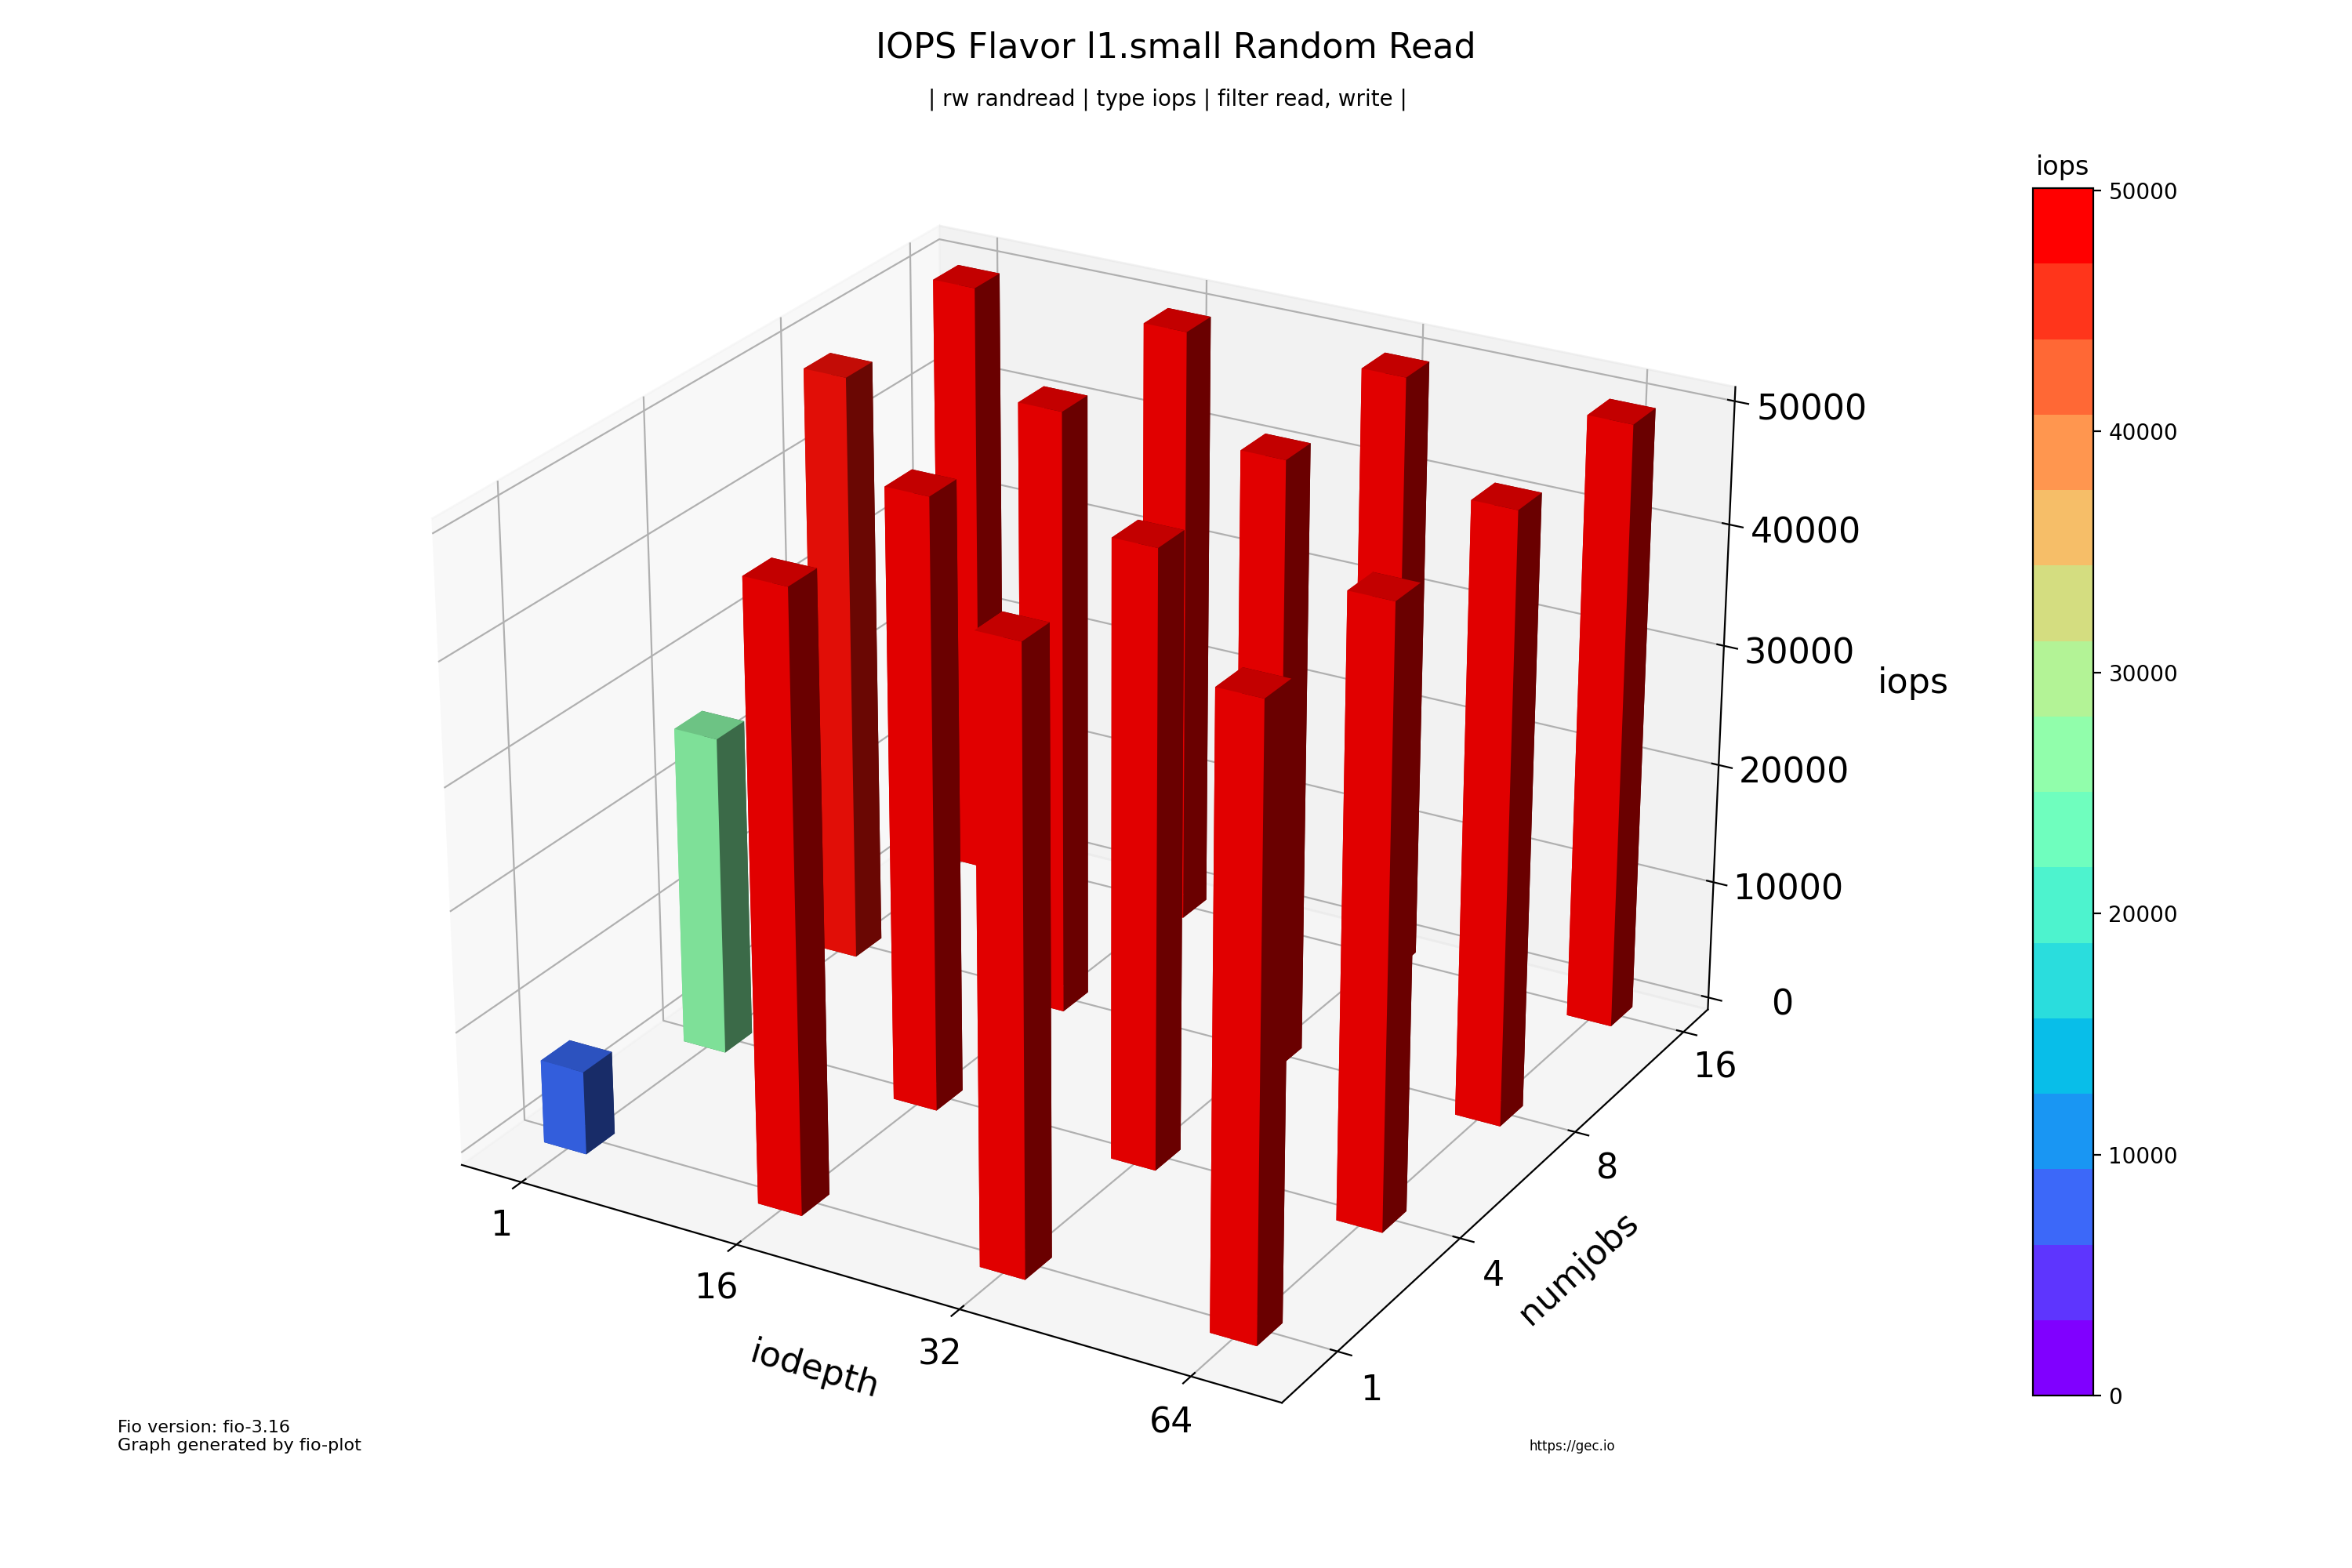 IOPS Flavor l1.small Random Read
| rw randread | type iops | filter read, write |
iops
50000
40000
30000
20000
10000
0
50000
40000
30000
20000
10000
0
iops
16
8
4
1
numjobs
1
16
32
64
iodepth
Fio version: fio-3.16
Graph generated by fio-plot
https://gec.io